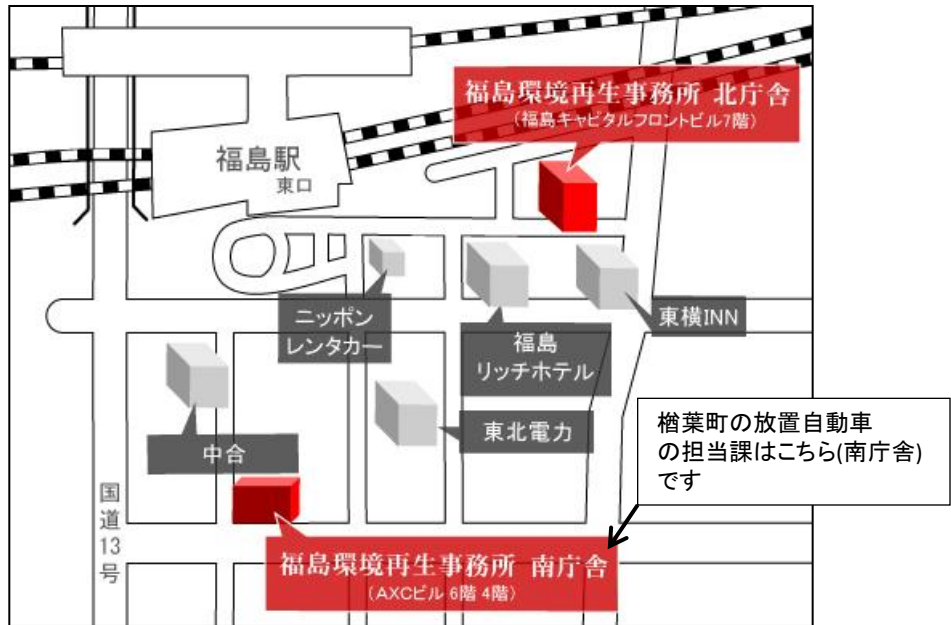 福島環境再生事務所 北庁舎
(福島キャピタルフロントビル7階)
福島駅
東口
ニッポン
レンタカー
福島
リッチホテル
東横INN
中合
東北電力
楢葉町の放置自動車
の担当課はこちら(南庁舎)
です
国道13号
福島環境再生事務所 南庁舎
(AXCビル 6階 4階)